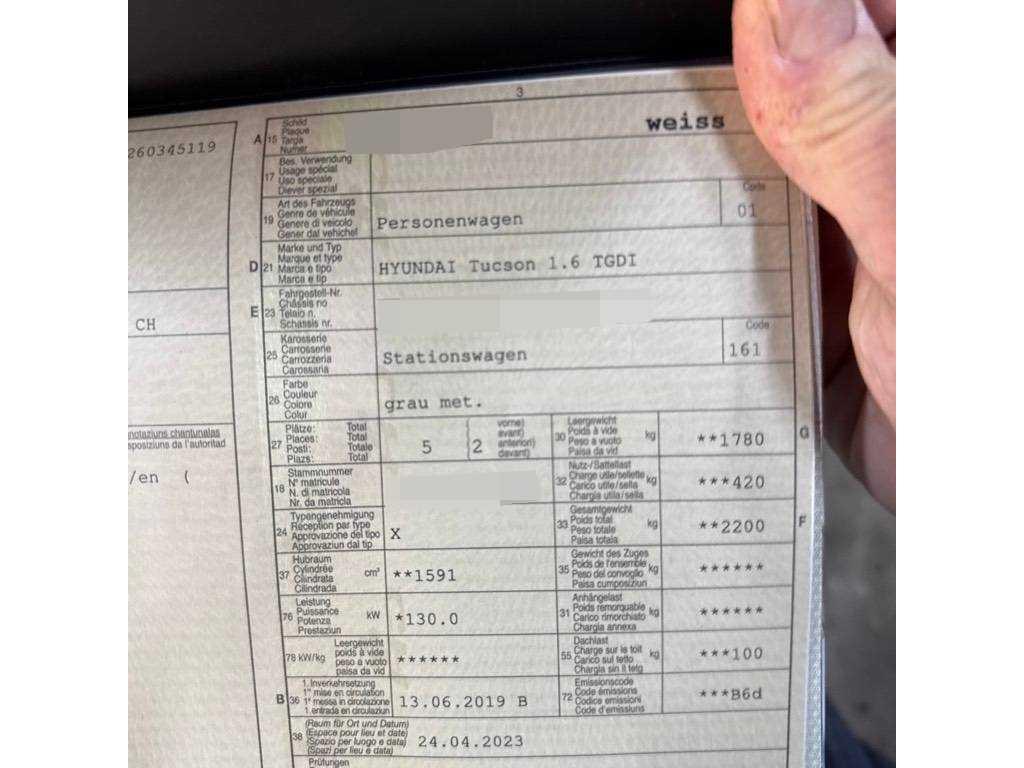 3
260345119
CH
notaziuns chantunalas
sposiziuns da l'autoritad
/en (
A 15 Schild
Plaque
Targa
Numer
weiss
17 Bes. Verwendung
Usage spécial
Uso speciale
Diever spezial
19 Art des Fahrzeugs
Genre de véhicule
Genere di veicolo
Gener dal vehichel
Personenwagen
Code
01
D 21 Marke und Typ
Marque et type
Marca e tipo
Marca e tip
HYUNDAI Tucson 1.6 TGDI
E 23 Fahrgestell-Nr.
Châssis no
Telaio n.
Schassis nr.
25 Karosserie
Carrosserie
Carrozzeria
Carossaria
Stationswagen
Code
161
26 Farbe
Couleur
Colore
Colur
grau met.
27 Plätze: Total
Places: Total
Posti: Totale
Plazs: Total
5
2
vorne)
avant)
anteriori)
davant)
30 Leergewicht
Poids à vide
Peso a vuoto
Paisa da vid
kg
**1780
G
18 Stammnummer
N° matricule
N. di matricola
Nr. da matricla
32 Nutz-/Sattellast
Charge utile/sellette
Carico utile/sella
Chargia utila/sella
kg
***420
24 Typengenehmigung
Réception par type
Approvazione del tipo
Approvaziun dal tip
X
33 Gesamtgewicht
Poids total
Peso totale
Paisa totala
kg
**2200
F
37 Hubraum
Cylindrée
Cilindrata
Cilindrada
cm³
**1591
35 Gewicht des Zuges
Poids de l'ensemble
Peso del convoglio
Paisa cumposiziun
kg
******
76 Leistung
Puissance
Potenza
Prestaziun
kW
*130.0
31 Anhängelast
Poids remorquable
Carico rimorchiato
Chargia annexa
kg
******
78 kW/kg Leergewicht
poids à vide
peso a vuoto
paisa da vid
******
55 Dachlast
Charge sur le toit
Carico sul tetto
Chargia sin il tetg
kg
***100
B 36 1. Inverkehrsetzung
1re mise en circulation
1a messa in circolazione
1. entrada en circulaziun
13.06.2019 B
72 Emissionscode
Code émissions
Codice emissioni
Code d'emissiuns
***B6d
38 (Raum für Ort und Datum)
(Espace pour lieu et date)
(Spazio per luogo e data)
(Spazi per lieu e data)
24.04.2023
Prüfungen